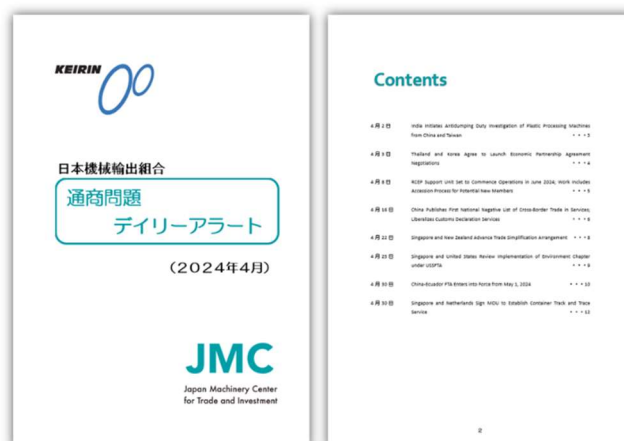 KEIRIN
日本機械輸出組合
通商問題
デイリーアラート
（2024年4月）
JMC
Japan Machinery Center
for Trade and Investment
Contents
4月2日 India Initiates Antidumping Duty Investigation of Plastic Processing Machines
from China and Taiwan ・・・3
Thailand and Korea Agree to Launch Economic Partnership Agreement
Negotiations ・・・4
4月8日 RCEP Support Unit Set to Commence Operations in June 2024; Work Includes
Accession Process for Potential New Members ・・・5
China Publishes First National Negative List of Cross-Border Trade in Services;
Liberalizes Customs Declaration Services ・・・6
4月22日 Singapore and New Zealand Advance Trade Simplification Arrangement ・・・8
4月25日 Singapore and United States Review Implementation of Environment Chapter
under USSFTA ・・・9
4月30日 China-Ecuador FTA Enters into Force from May 1, 2024 ・・・10
4月30日 Singapore and Netherlands Sign MOU to Establish Container Track and Trace
Service ・・・12
2